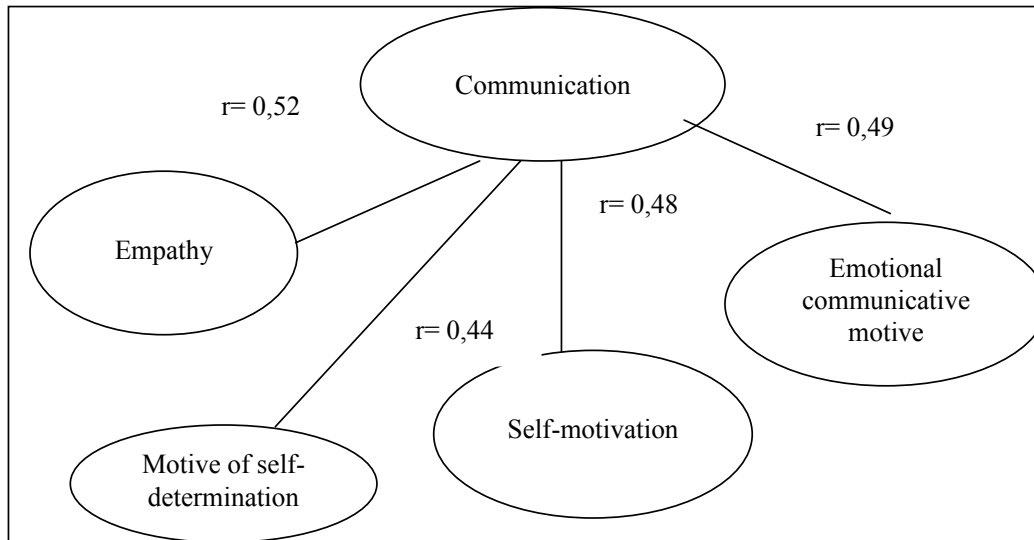 Communication
r= 0,52
r= 0,49
r= 0,48
Empathy
Emotional
communicative
motive
r= 0,44
Self-motivation
Motive of self-
determination